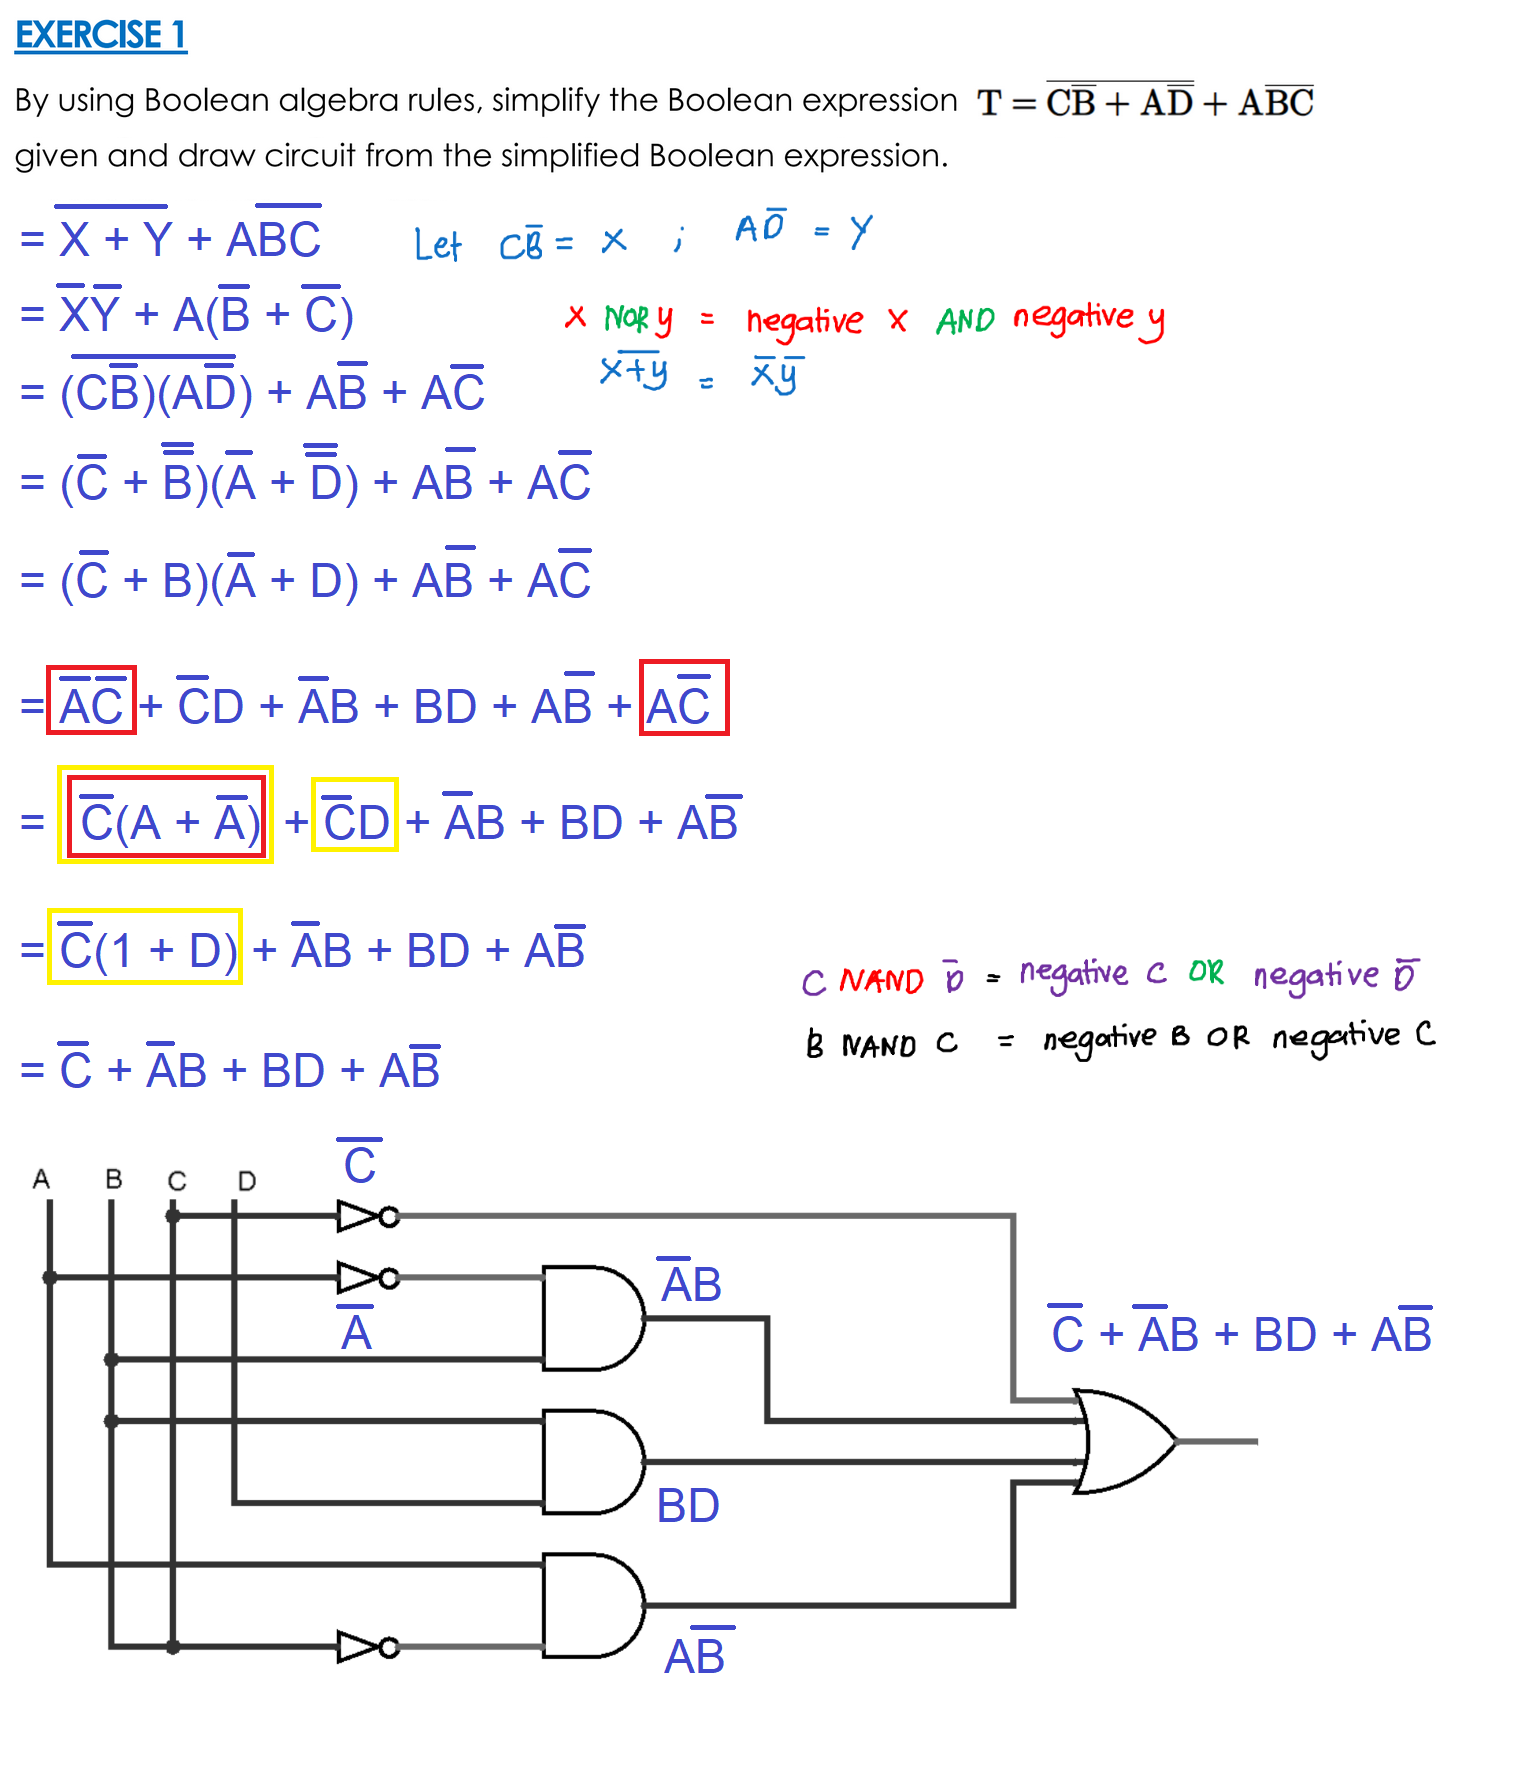 EXERCISE 1
By using Boolean algebra rules, simplify the Boolean expression T = \overline{C\overline{B} + A\overline{D}} + A\overline{BC}
given and draw circuit from the simplified Boolean expression.
= \overline{X + Y} + A\overline{BC} Let C\overline{B} = X ; A\overline{D} = Y
= \overline{X}\overline{Y} + A(\overline{B} + \overline{C}) X NOR y = negative X AND negative y
\overline{X+y} = \overline{X}\overline{y}
= \overline{(C\overline{B})(A\overline{D})} + A\overline{B} + A\overline{C}
= (\overline{C} + \overline{\overline{B}})(\overline{A} + \overline{\overline{D}}) + A\overline{B} + A\overline{C}
= (\overline{C} + B)(\overline{A} + D) + A\overline{B} + A\overline{C}
= \overline{A}\overline{C} + \overline{C}D + \overline{A}B + BD + A\overline{B} + A\overline{C}
= \overline{C}(A + \overline{A}) + \overline{C}D + \overline{A}B + BD + A\overline{B}
= \overline{C}(1 + D) + \overline{A}B + BD + A\overline{B}
C NAND \overline{D} = negative C OR negative \overline{D}
B NAND C = negative B OR negative C
= \overline{C} + \overline{A}B + BD + A\overline{B}
A B C D
\overline{C}
\overline{A}B
\overline{A}
\overline{C} + \overline{A}B + BD + A\overline{B}
BD
A\overline{B}